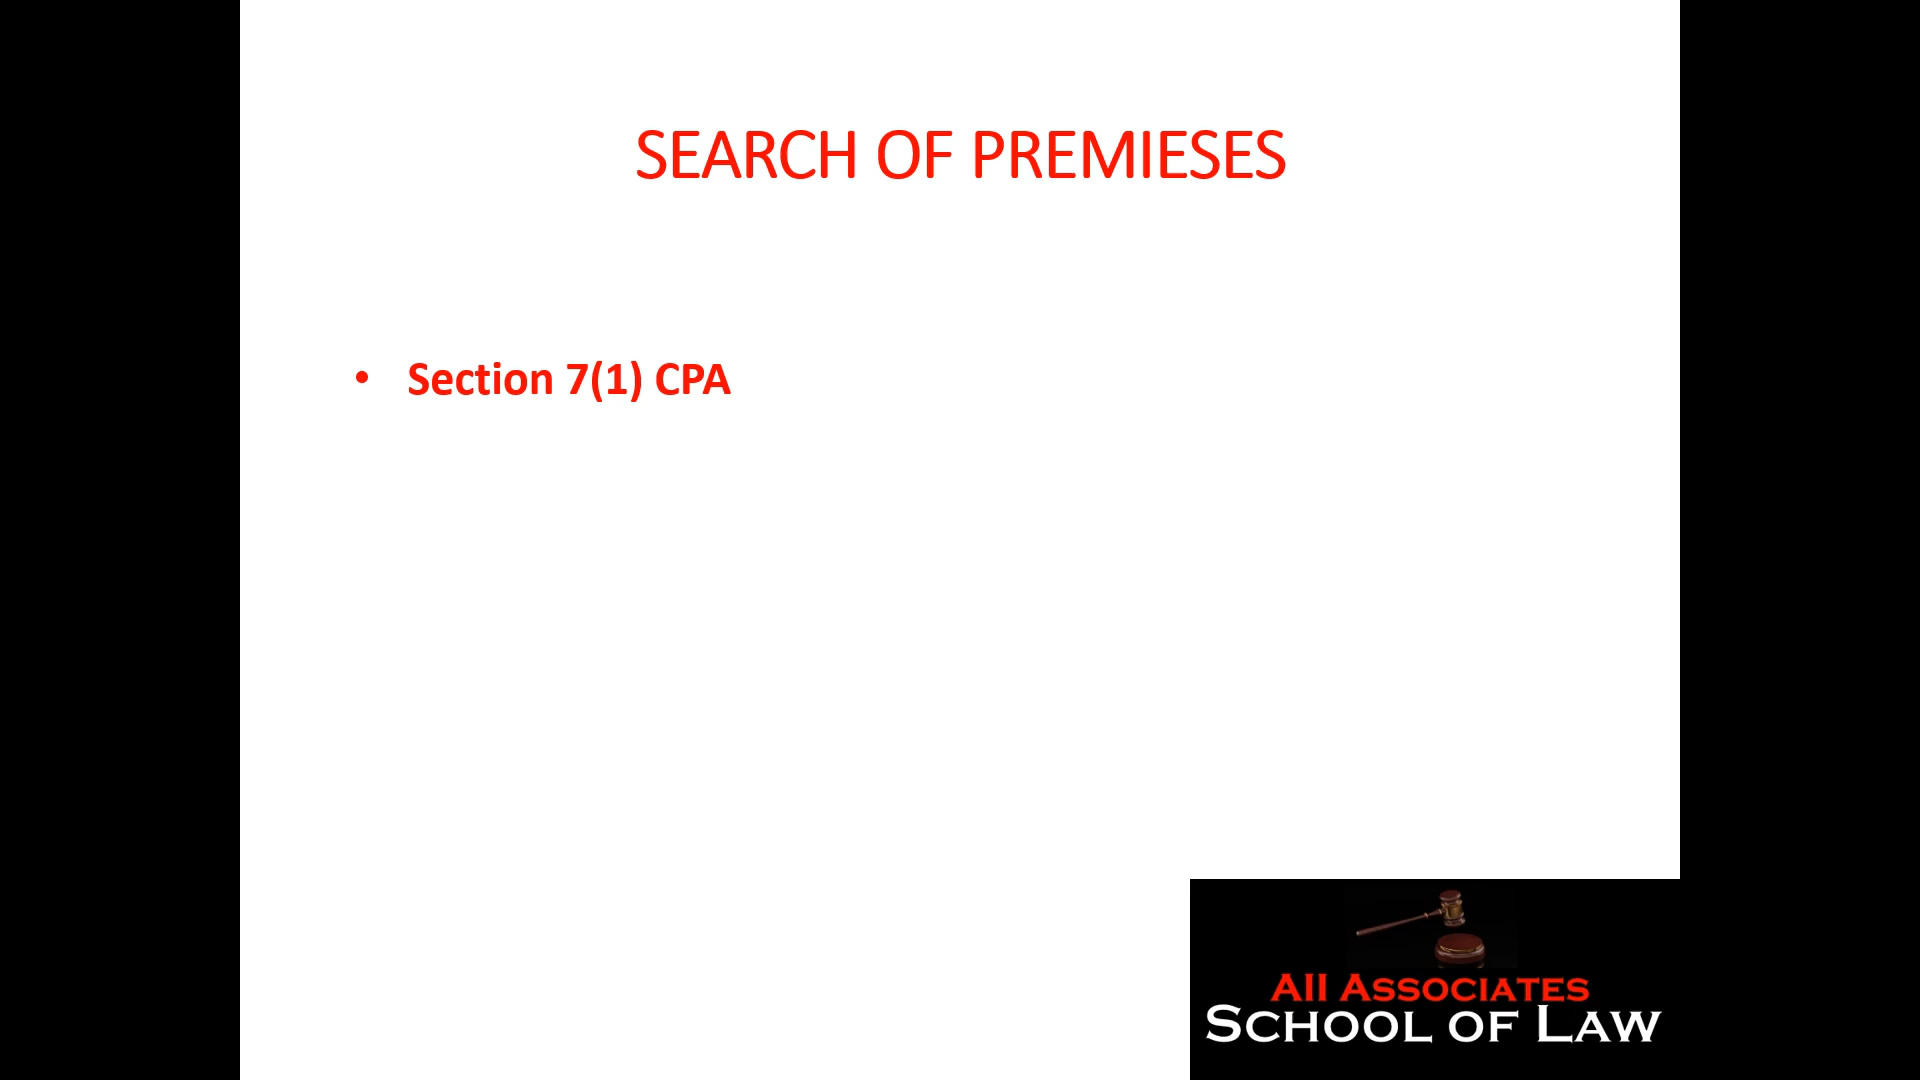 SEARCH OF PREMIESES
• Section 7(1) CPA
All Associates
School of Law